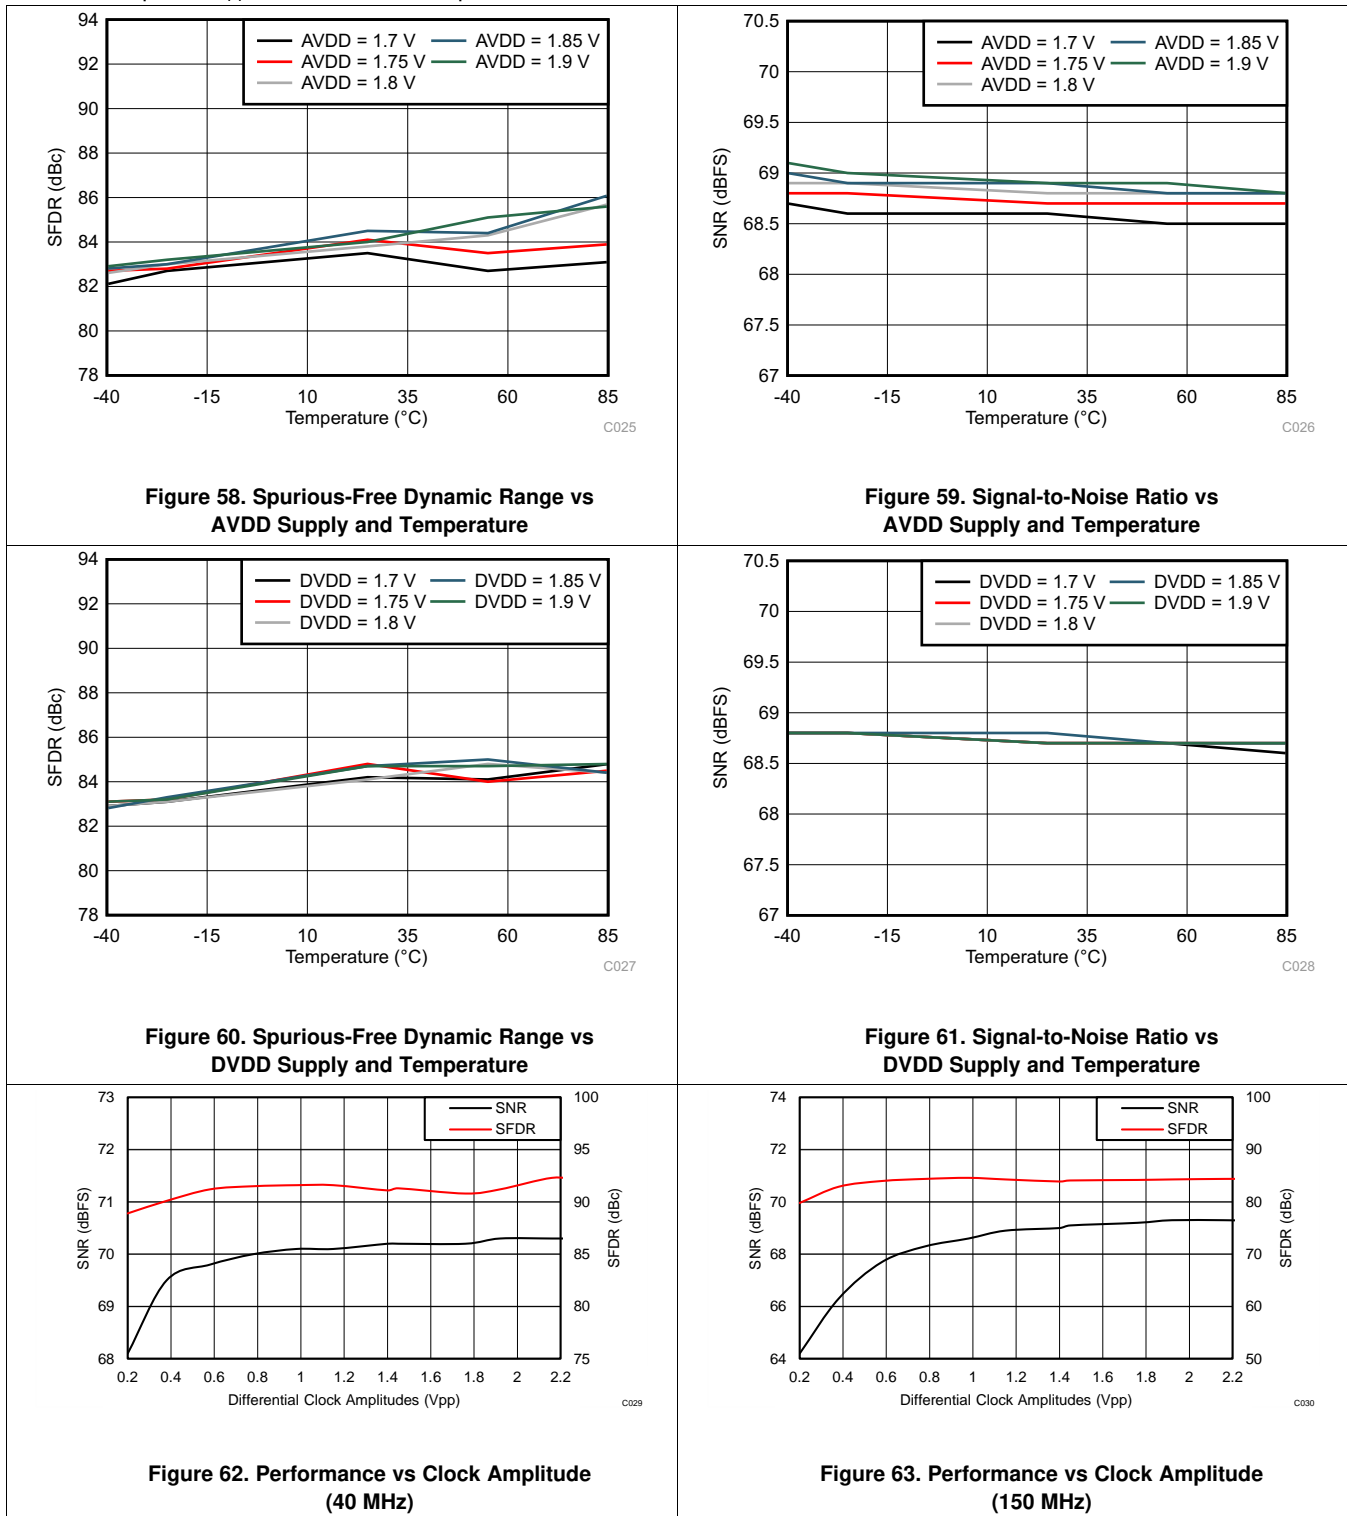 94
92
90
88
86
84
82
80
78
SFDR (dBc)
AVDD = 1.7 V
AVDD = 1.85 V
AVDD = 1.75 V
AVDD = 1.9 V
AVDD = 1.8 V
-40 -15 10 35 60 85
Temperature (°C)
C025
Figure 58. Spurious-Free Dynamic Range vs
AVDD Supply and Temperature
70.5
70
69.5
69
68.5
68
67.5
67
SNR (dBFS)
AVDD = 1.7 V
AVDD = 1.85 V
AVDD = 1.75 V
AVDD = 1.9 V
AVDD = 1.8 V
-40 -15 10 35 60 85
Temperature (°C)
C026
Figure 59. Signal-to-Noise Ratio vs
AVDD Supply and Temperature
94
92
90
88
86
84
82
80
78
SFDR (dBc)
DVDD = 1.7 V
DVDD = 1.85 V
DVDD = 1.75 V
DVDD = 1.9 V
DVDD = 1.8 V
-40 -15 10 35 60 85
Temperature (°C)
C027
Figure 60. Spurious-Free Dynamic Range vs
DVDD Supply and Temperature
70.5
70
69.5
69
68.5
68
67.5
67
SNR (dBFS)
DVDD = 1.7 V
DVDD = 1.85 V
DVDD = 1.75 V
DVDD = 1.9 V
DVDD = 1.8 V
-40 -15 10 35 60 85
Temperature (°C)
C028
Figure 61. Signal-to-Noise Ratio vs
DVDD Supply and Temperature
73
72
71
70
69
68
SNR (dBFS)
SNR
SFDR
100
95
90
85
80
75
SFDR (dBc)
0.2 0.4 0.6 0.8 1 1.2 1.4 1.6 1.8 2 2.2
Differential Clock Amplitudes (Vpp)
C029
Figure 62. Performance vs Clock Amplitude
(40 MHz)
74
72
70
68
66
64
SNR (dBFS)
SNR
SFDR
100
90
80
70
60
50
SFDR (dBc)
0.2 0.4 0.6 0.8 1 1.2 1.4 1.6 1.8 2 2.2
Differential Clock Amplitudes (Vpp)
C030
Figure 63. Performance vs Clock Amplitude
(150 MHz)